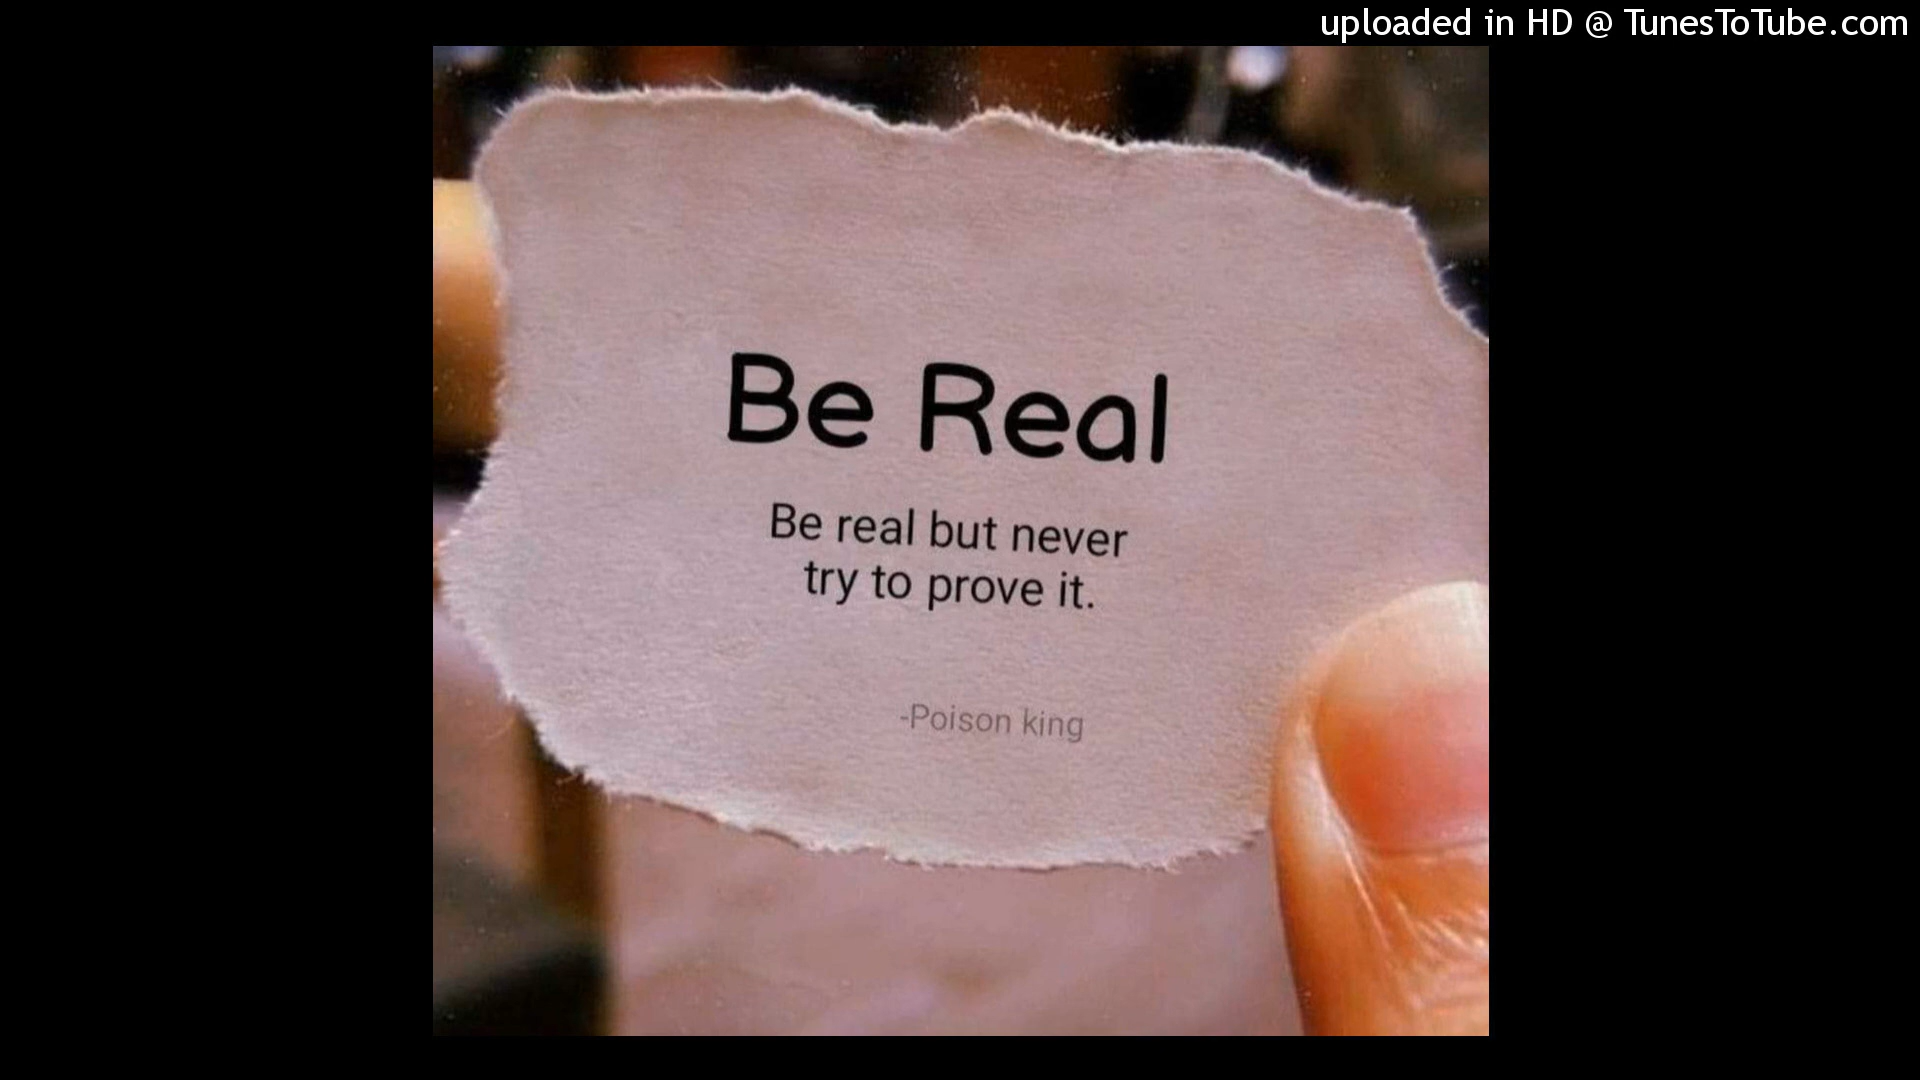 uploaded in HD @ TunesToTube.com
Be Real
Be real but never
try to prove it.
-Poison king